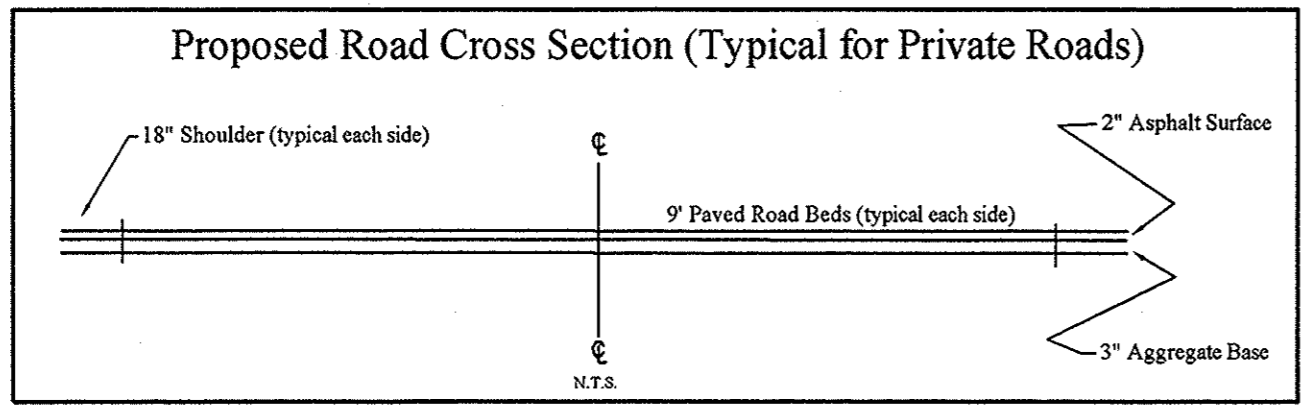 Proposed Road Cross Section (Typical for Private Roads)
18" Shoulder (typical each side)
℄
2" Asphalt Surface
9' Paved Road Beds (typical each side)
℄
3" Aggregate Base
N.T.S.